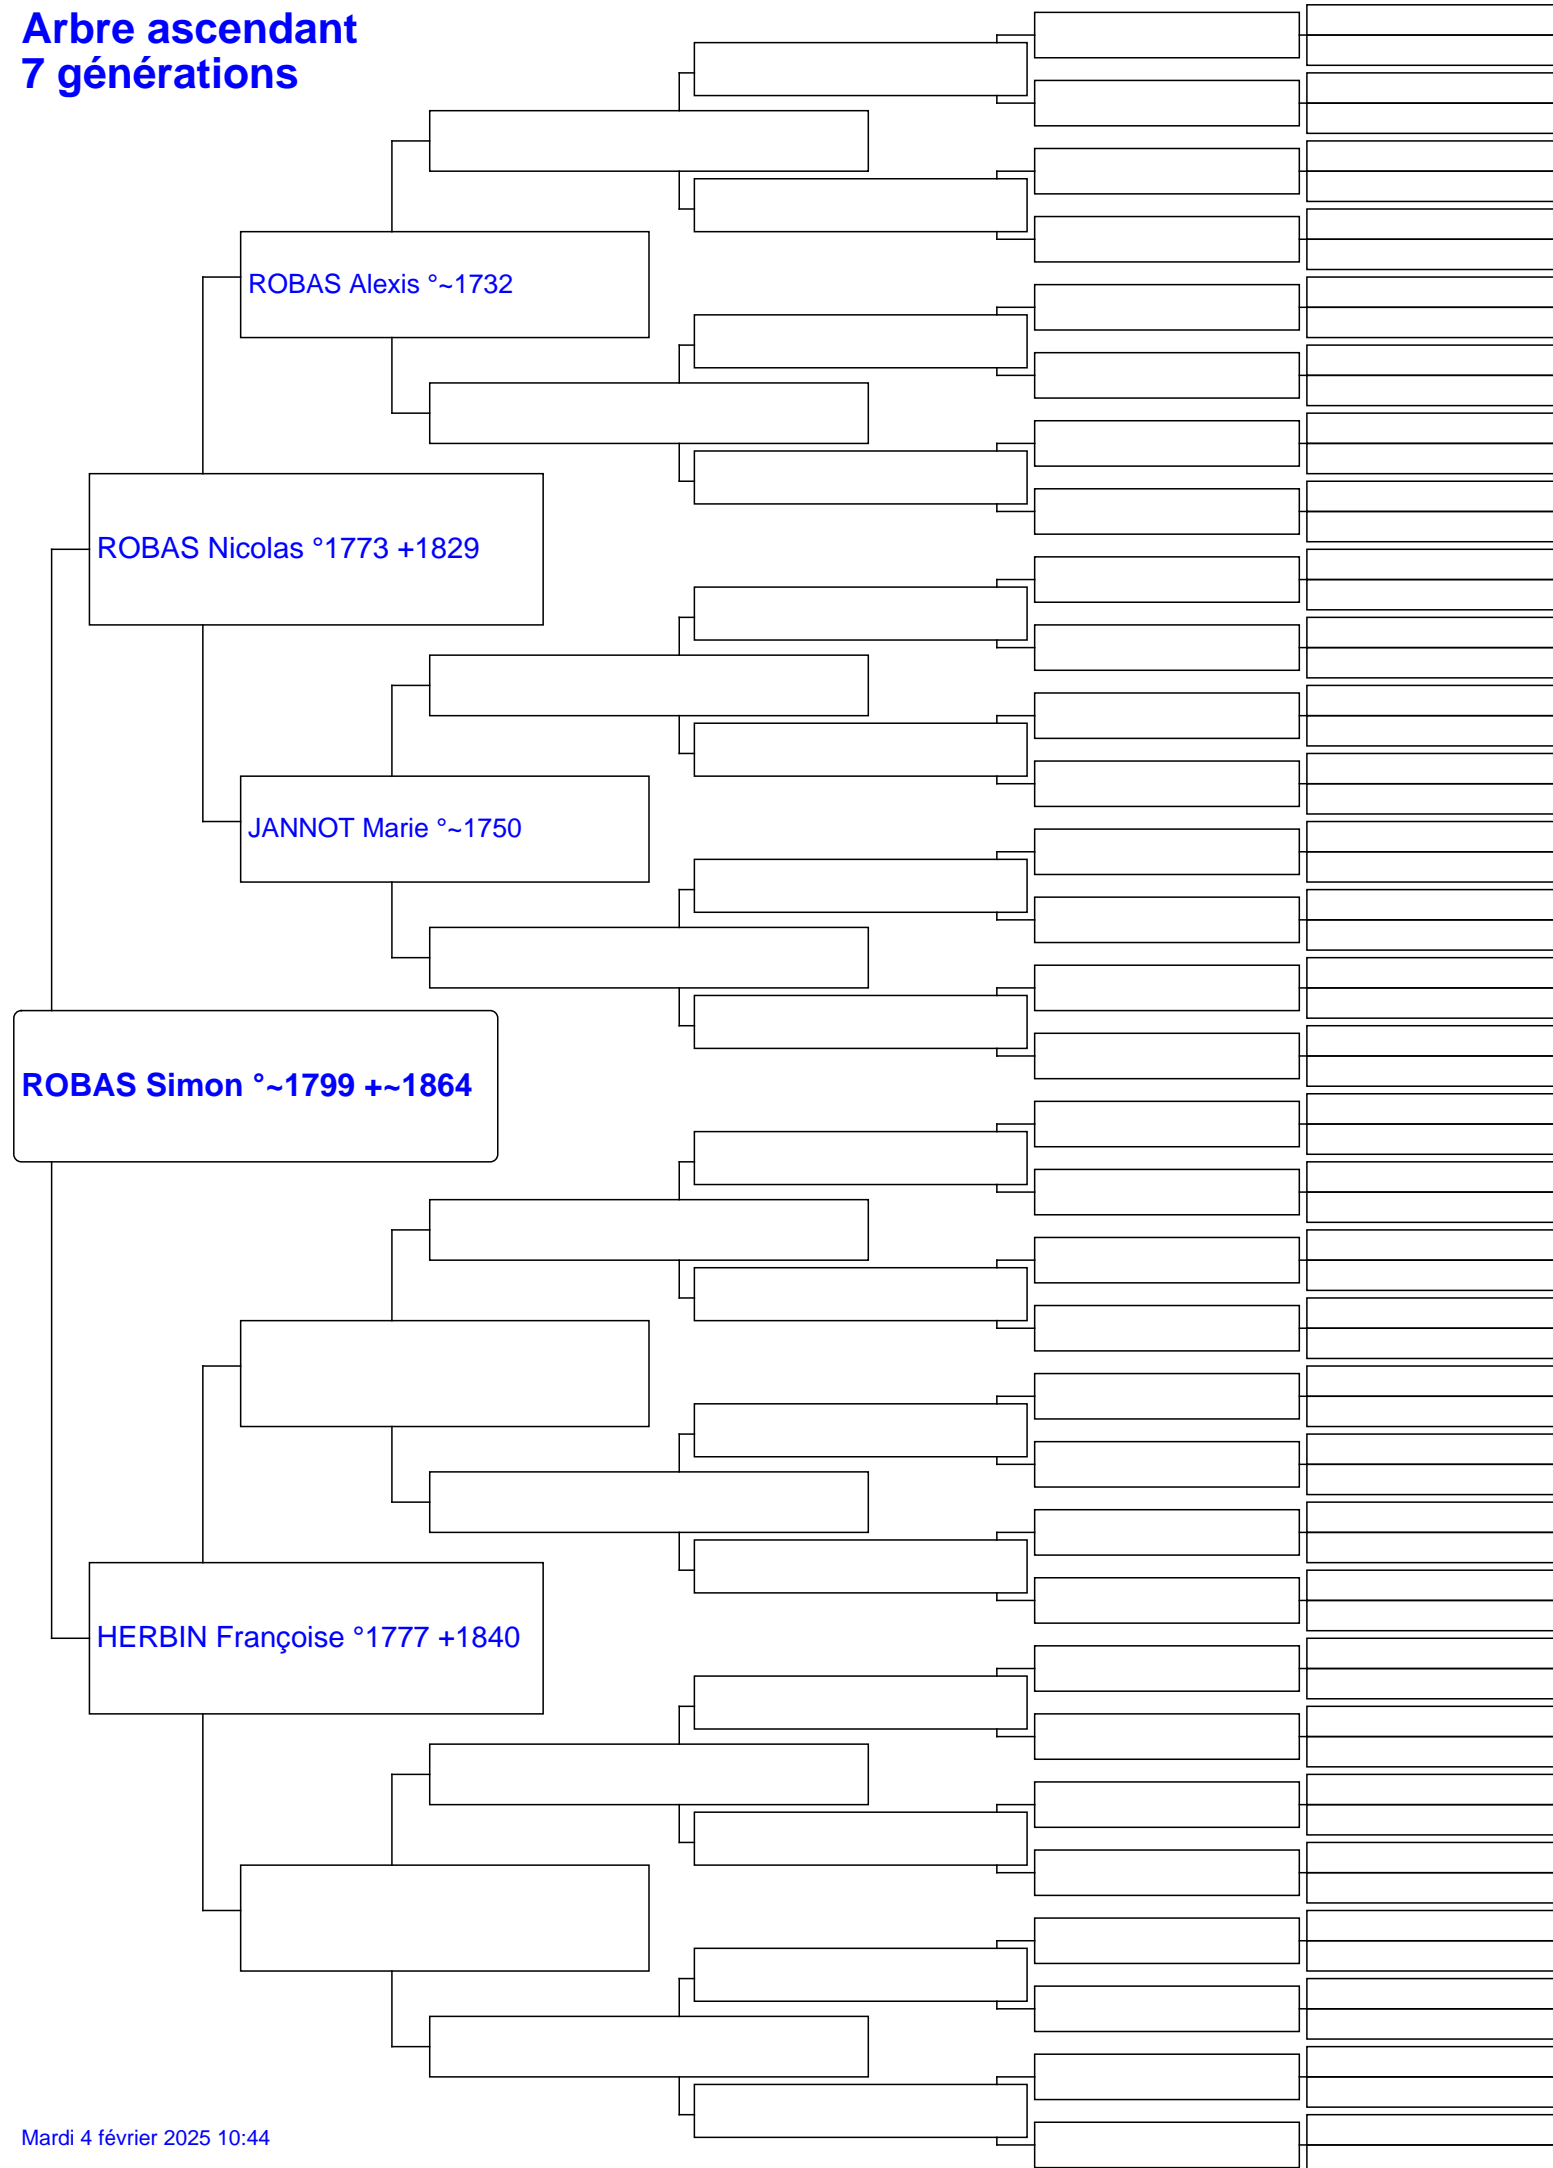 Arbre ascendant
7 générations
ROBAS Alexis °~1732
ROBAS Nicolas °1773 +1829
JANNOT Marie °~1750
ROBAS Simon °~1799 +~1864
HERBIN Françoise °1777 +1840
Mardi 4 février 2025 10:44